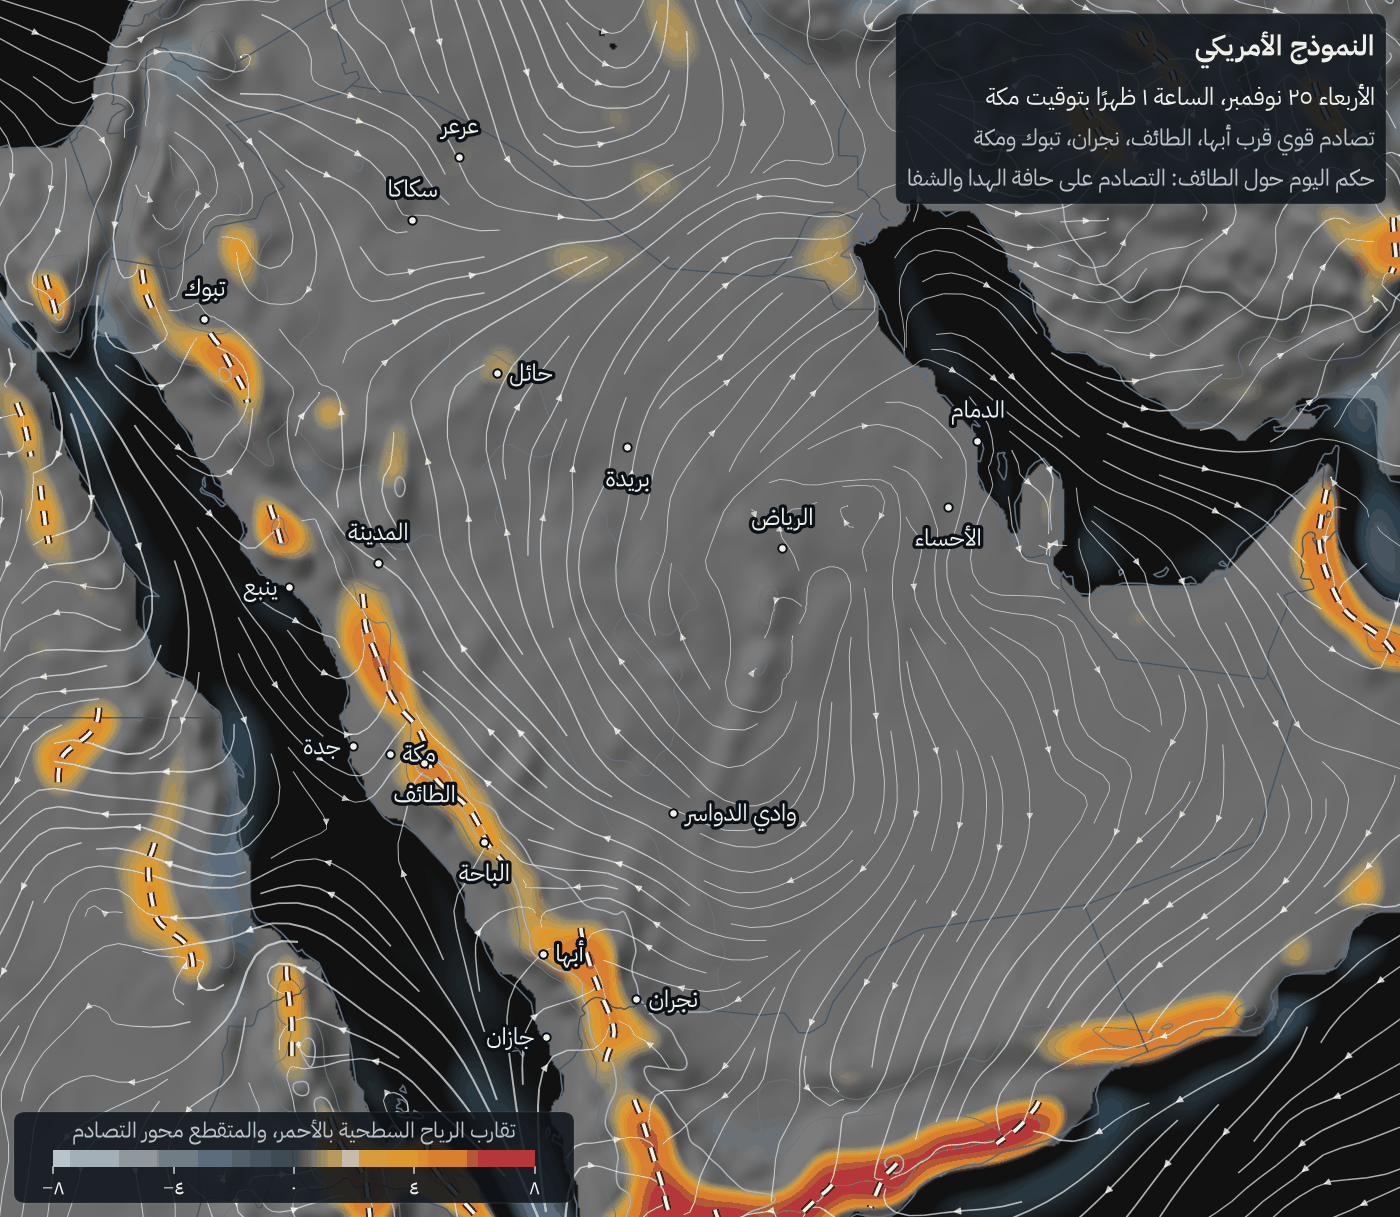 النموذج الأمريكي
الأربعاء ٢٥ نوفمبر، الساعة ١ ظهرًا بتوقيت مكة
تصادم قوي قرب أبها، الطائف، نجران، تبوك ومكة
حكم اليوم حول الطائف: التصادم على حافة الهدا والشفا
عرعر
سكاكا
تبوك
حائل
الدمام
بريدة
الرياض
الأحساء
المدينة
ينبع
جدة
مكة
الطائف
وادي الدواسر
الباحة
أبها
نجران
جازان
تقارب الرياح السطحية بالأحمر، والمتقطع محور التصادم
−٨ −٤ ٠ ٤ ٨